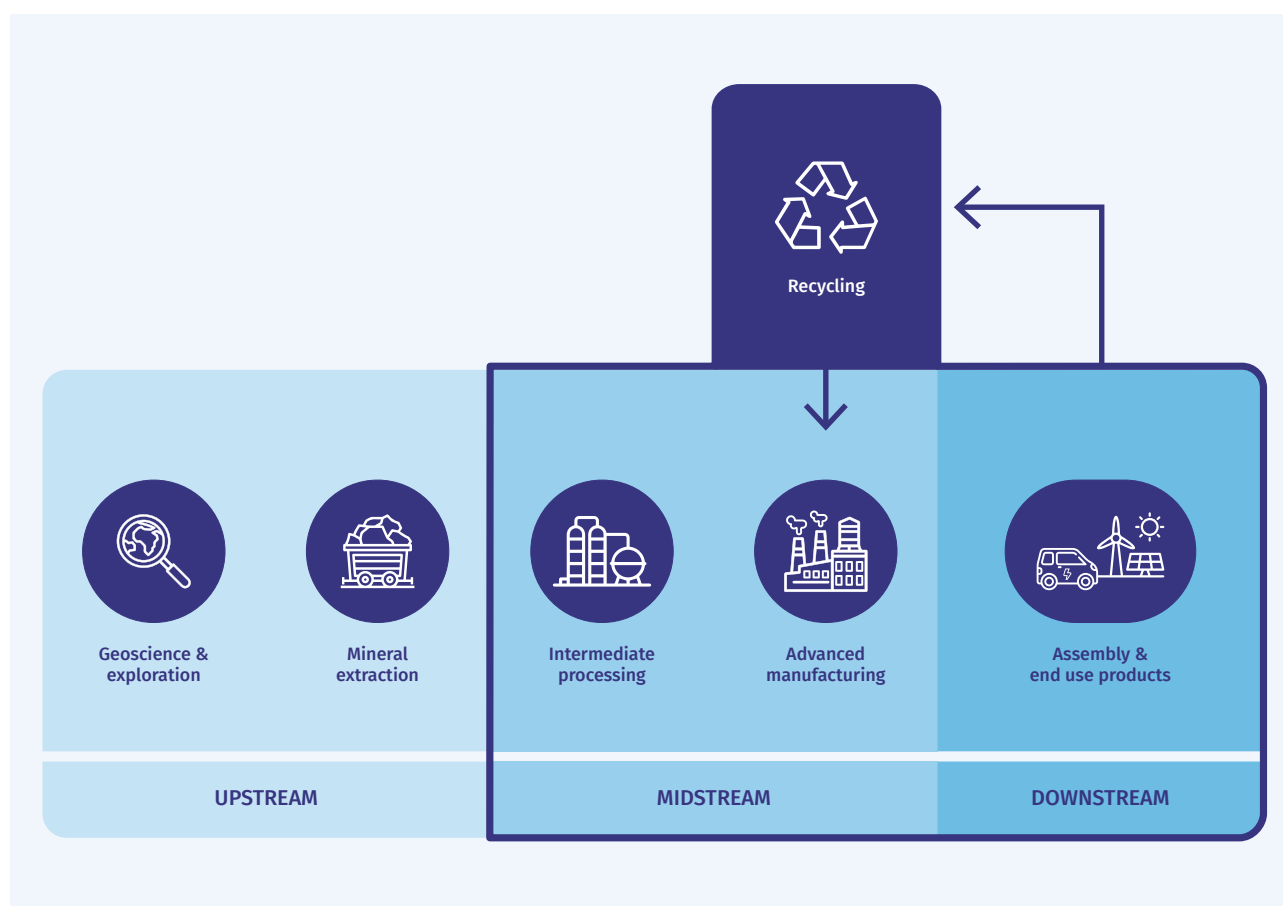 Recycling
Geoscience &
exploration
Mineral
extraction
Intermediate
processing
Advanced
manufacturing
Assembly &
end use products
UPSTREAM
MIDSTREAM
DOWNSTREAM